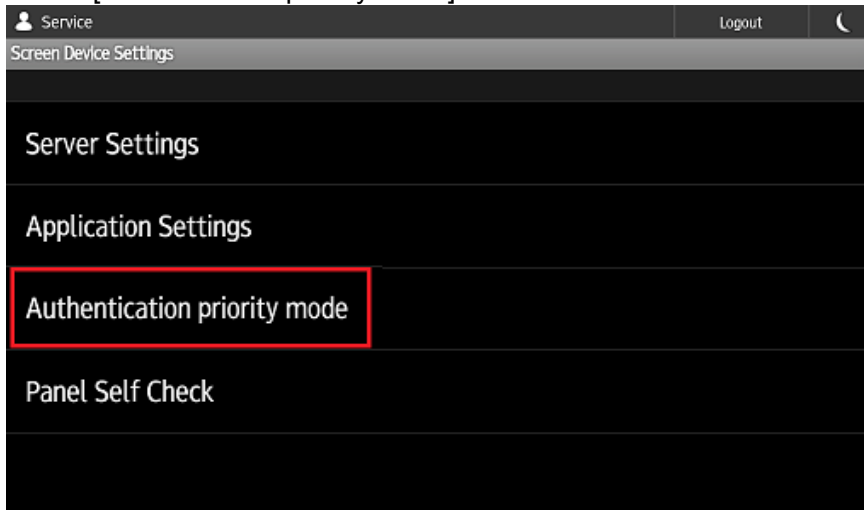 Service Logout
Screen Device Settings
Server Settings
Application Settings
Authentication priority mode
Panel Self Check